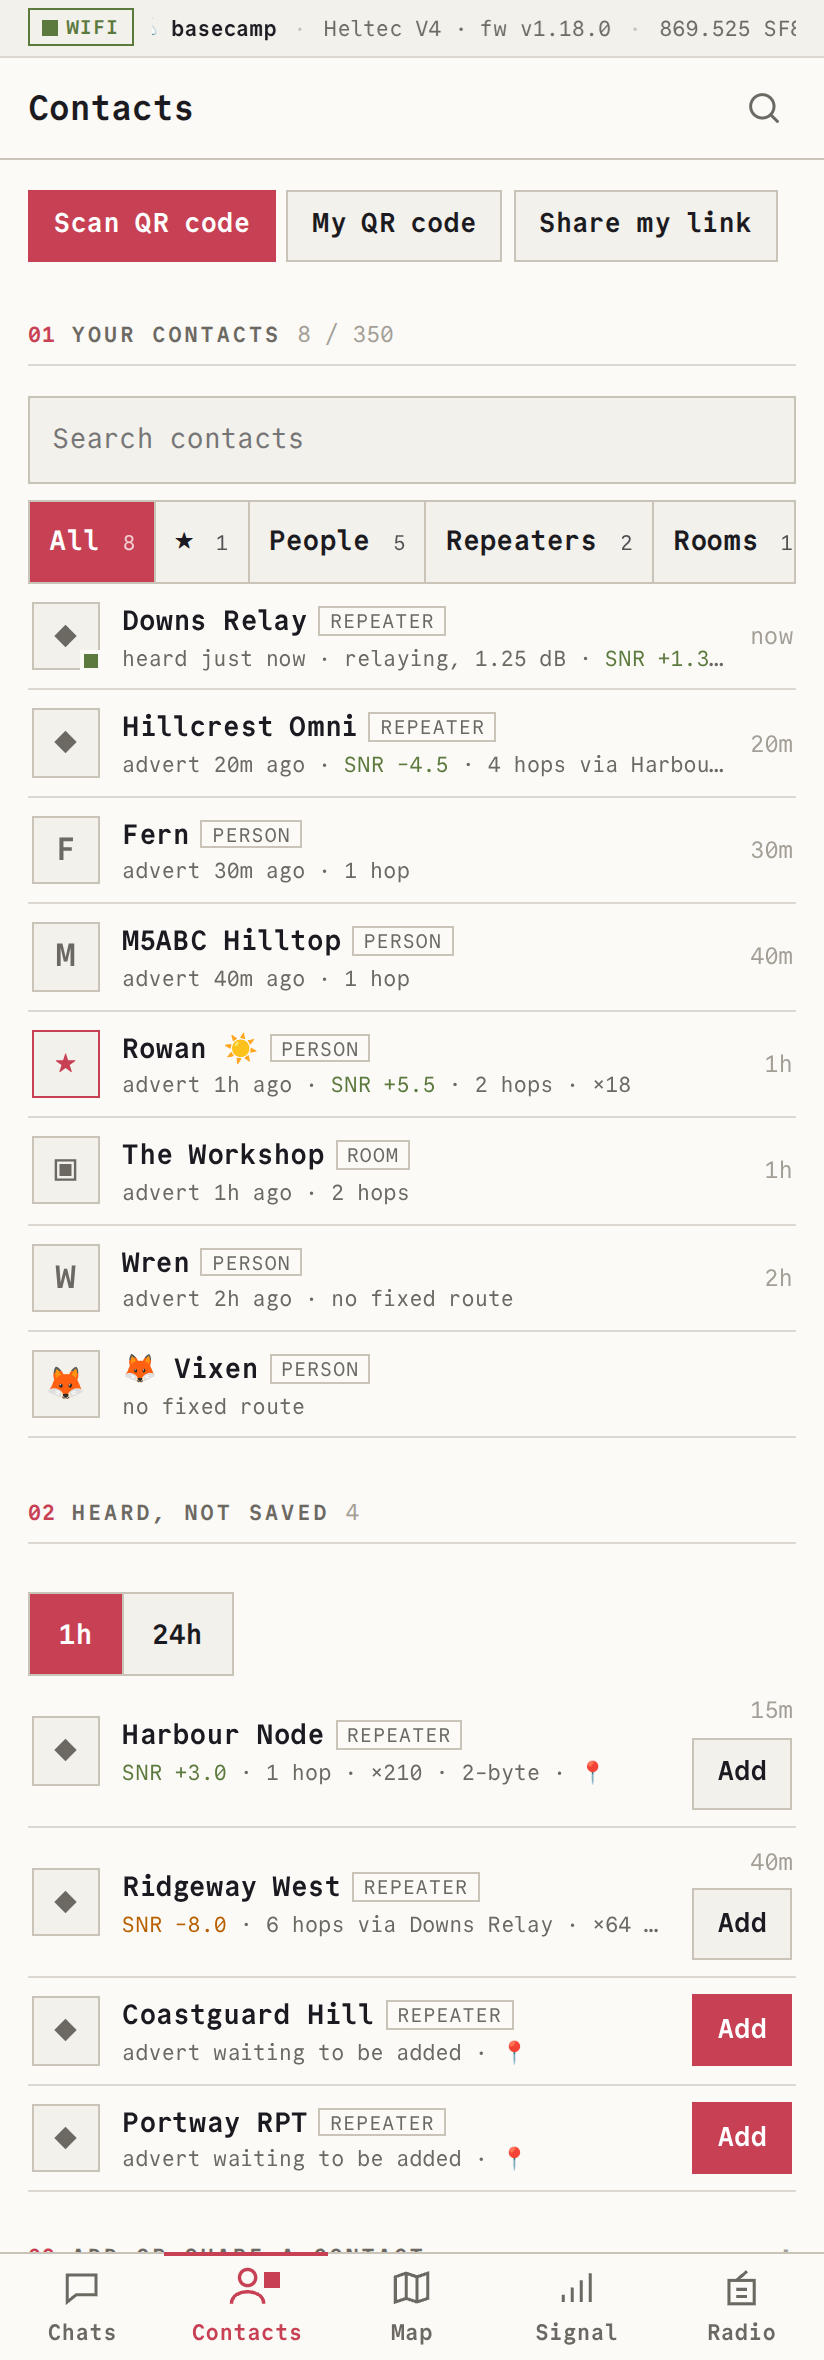 WIFI basecamp · Heltec V4 · fw v1.18.0 · 869.525
Contacts
Scan QR code My QR code Share my link
01 YOUR CONTACTS 8 / 350
Search contacts
All 8 ★ 1 People 5 Repeaters 2 Rooms 1
Downs Relay REPEATER now
heard just now · relaying, 1.25 dB · SNR +1.3…
Hillcrest Omni REPEATER 20m
advert 20m ago · SNR -4.5 · 4 hops via Harbou…
F Fern PERSON 30m
advert 30m ago · 1 hop
M M5ABC Hilltop PERSON 40m
advert 40m ago · 1 hop
Rowan ☀️ PERSON 1h
advert 1h ago · SNR +5.5 · 2 hops · ×18
The Workshop ROOM 1h
advert 1h ago · 2 hops
W Wren PERSON 2h
advert 2h ago · no fixed route
🦊 Vixen PERSON
no fixed route
02 HEARD, NOT SAVED 4
1h 24h
15m
Harbour Node REPEATER
SNR +3.0 · 1 hop · ×210 · 2-byte · 📍
Add
40m
Ridgeway West REPEATER
SNR -8.0 · 6 hops via Downs Relay · ×64 …
Add
Coastguard Hill REPEATER
advert waiting to be added · 📍
Add
Portway RPT REPEATER
advert waiting to be added · 📍
Add
Chats Contacts Map Signal Radio